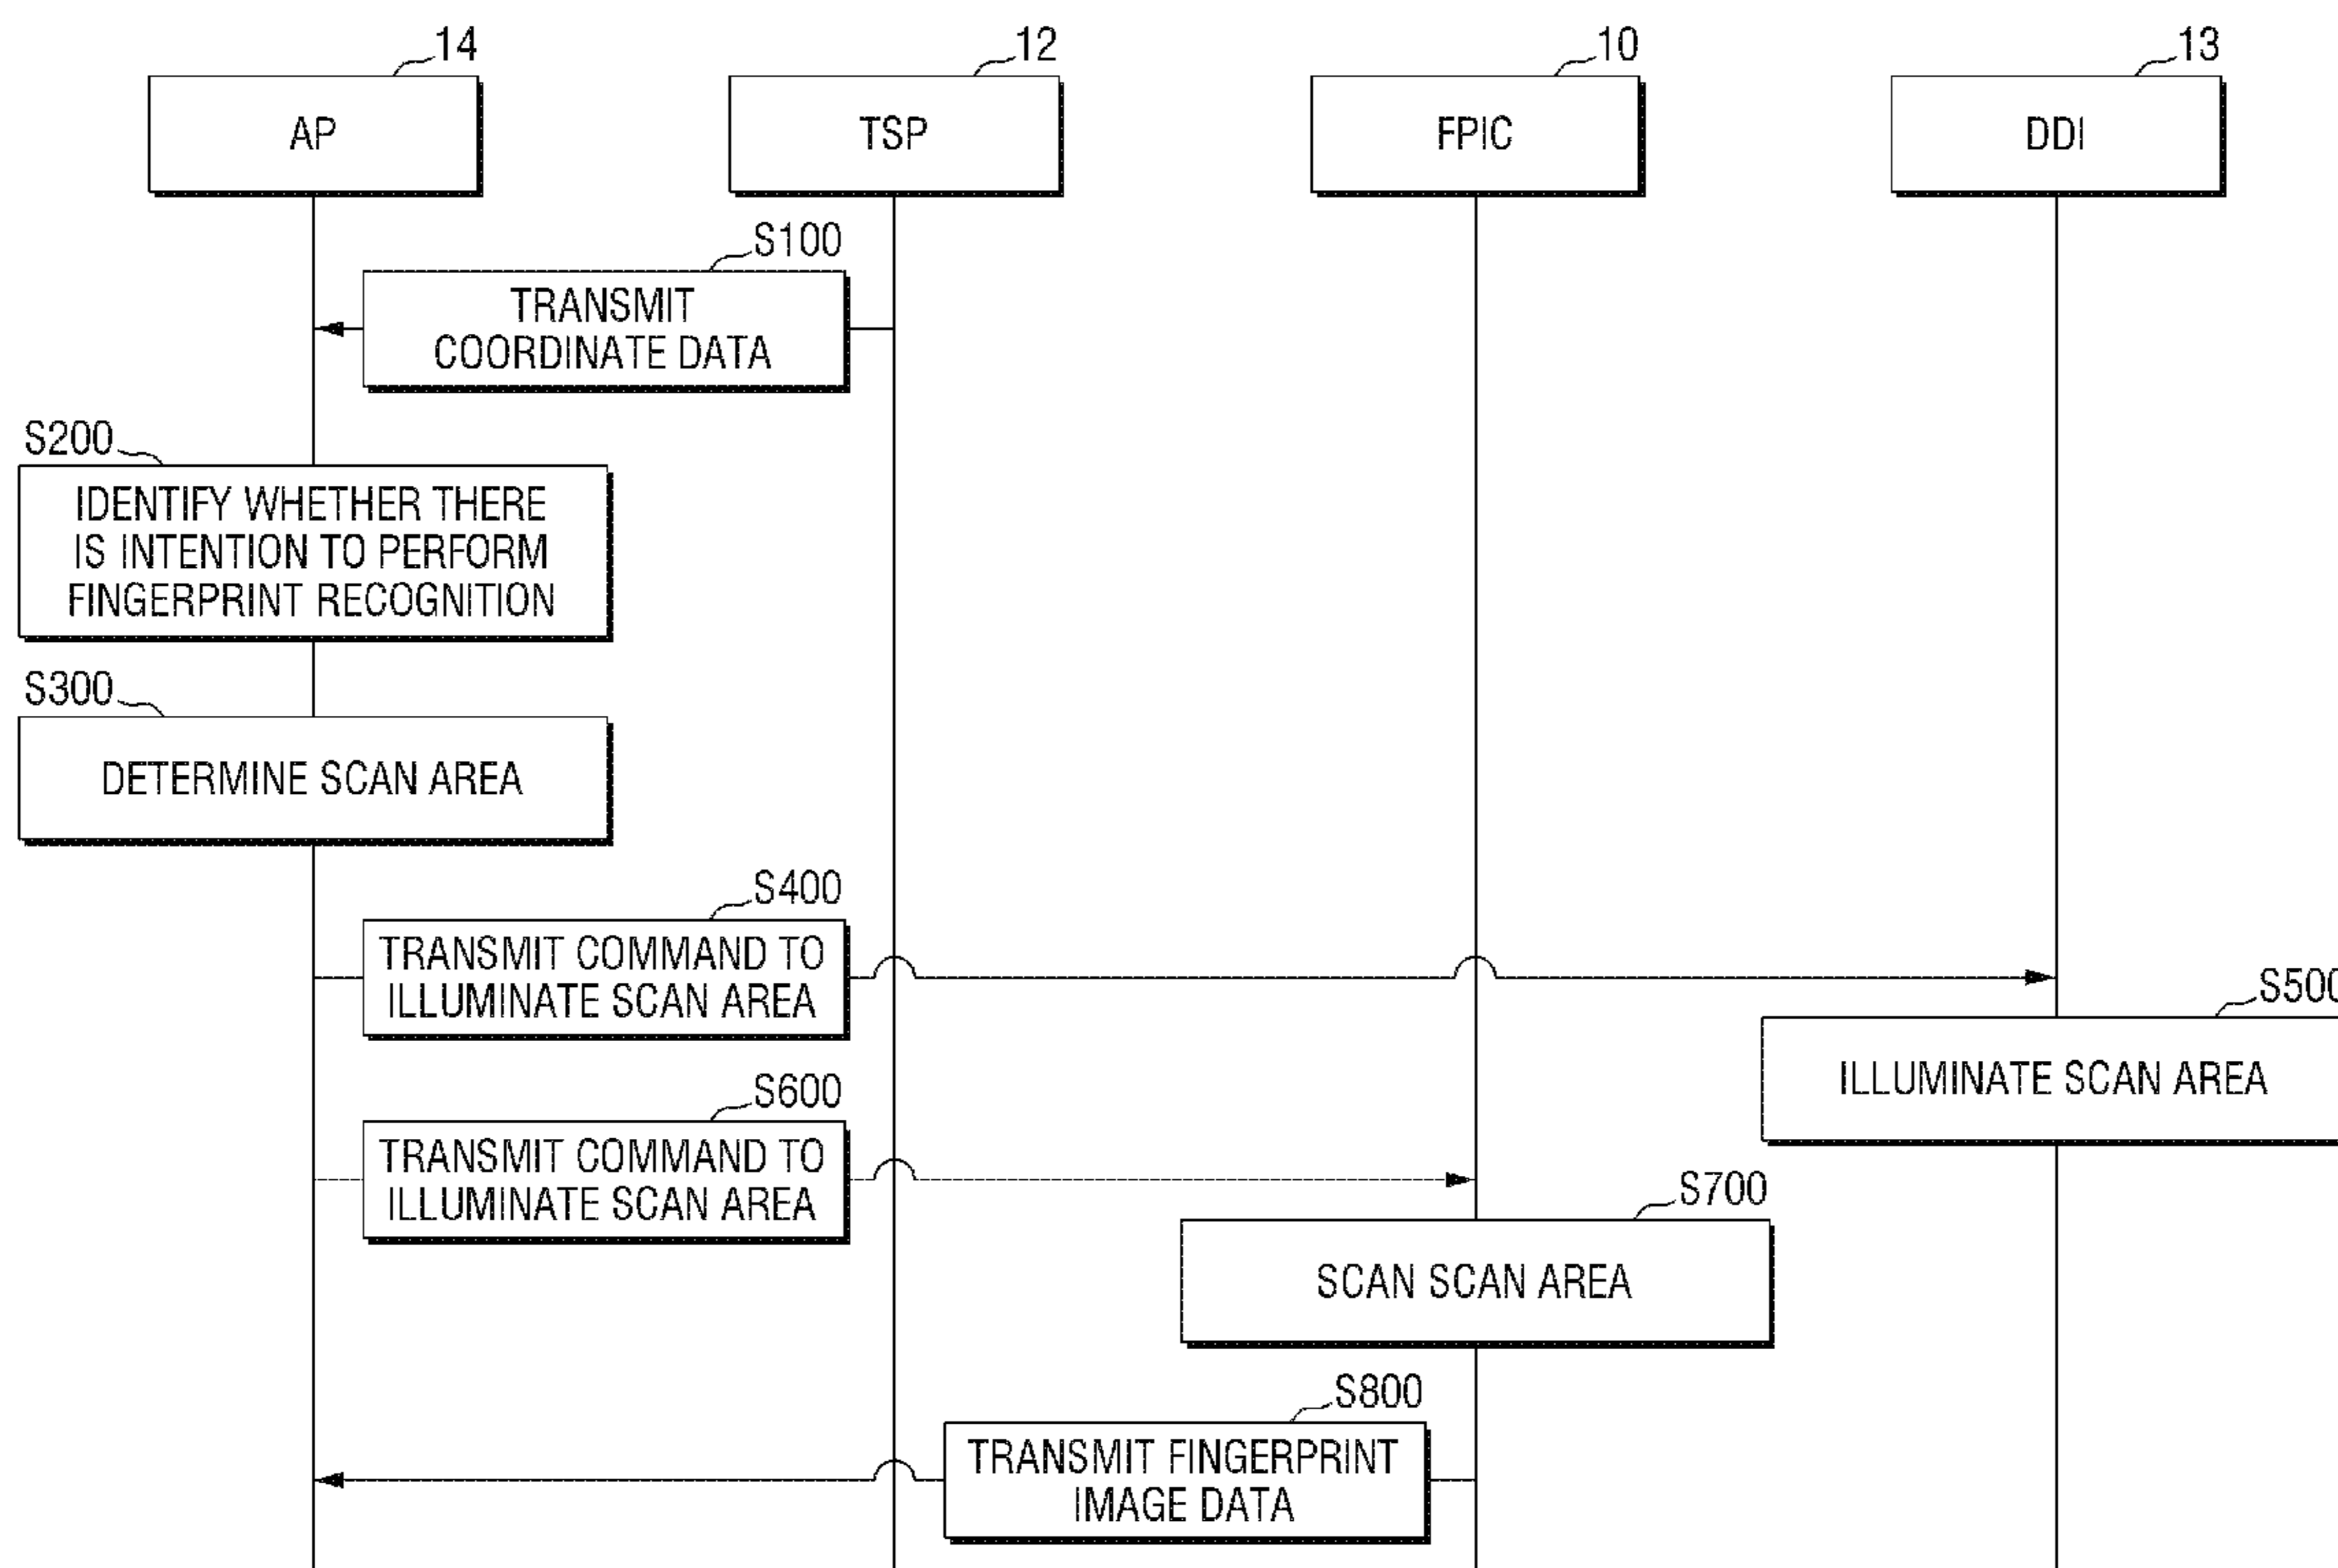 14
12
10
13
AP
TSP
FPIC
DDI
S100
TRANSMIT
COORDINATE DATA
S200
IDENTIFY WHETHER THERE
IS INTENTION TO PERFORM
FINGERPRINT RECOGNITION
S300
DETERMINE SCAN AREA
S400
TRANSMIT COMMAND TO
ILLUMINATE SCAN AREA
S500
ILLUMINATE SCAN AREA
S600
TRANSMIT COMMAND TO
ILLUMINATE SCAN AREA
S700
SCAN SCAN AREA
S800
TRANSMIT FINGERPRINT
IMAGE DATA